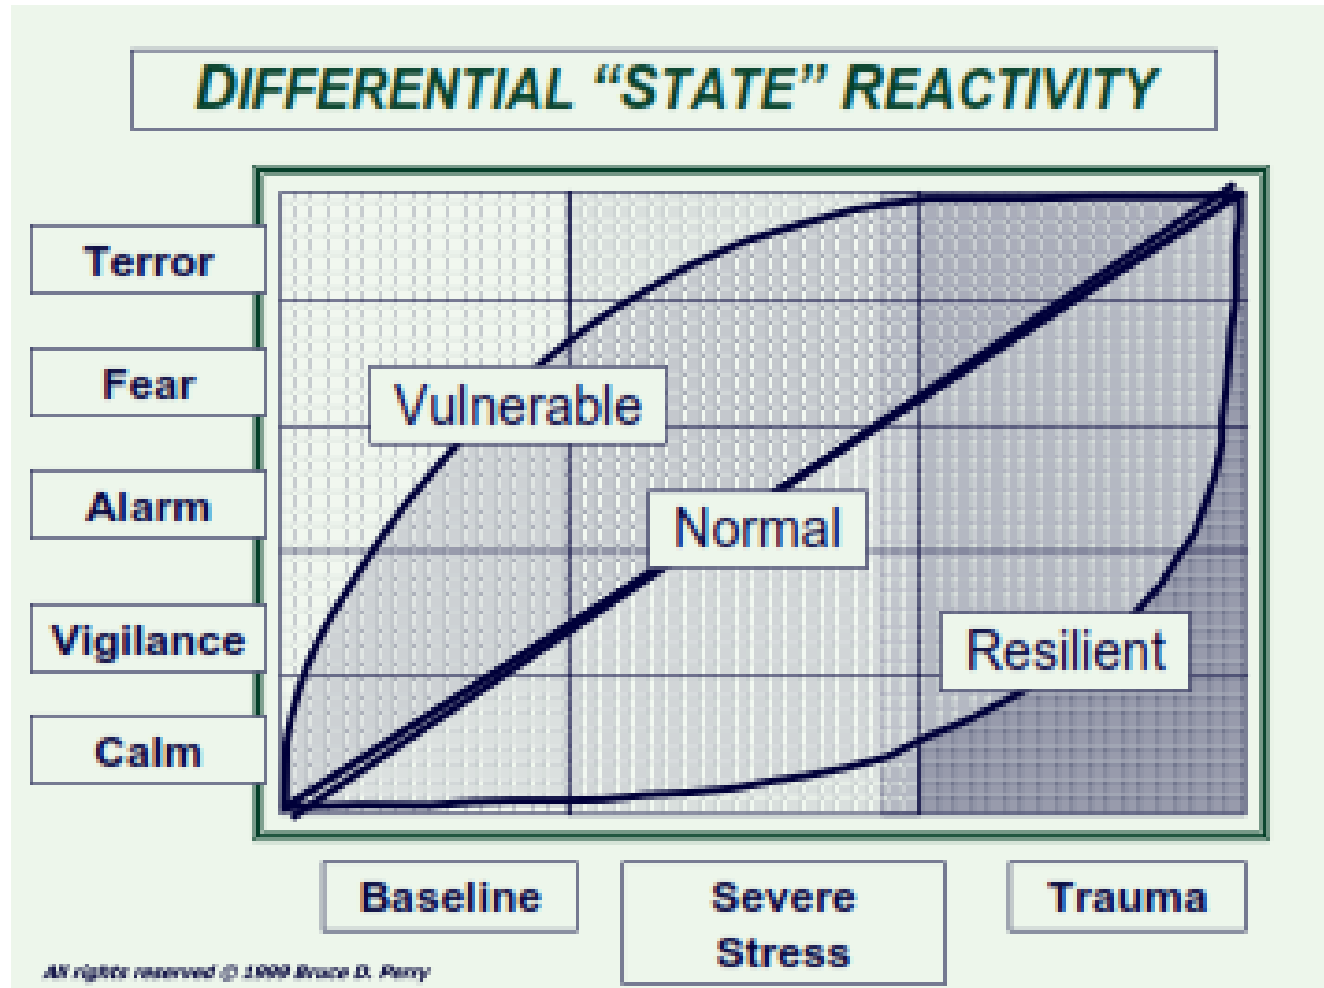 DIFFERENTIAL “STATE” REACTIVITY
Terror
Fear
Alarm
Vigilance
Calm
Vulnerable
Normal
Resilient
Baseline
Severe
Stress
Trauma
All rights reserved © 1999 Bruce D. Perry